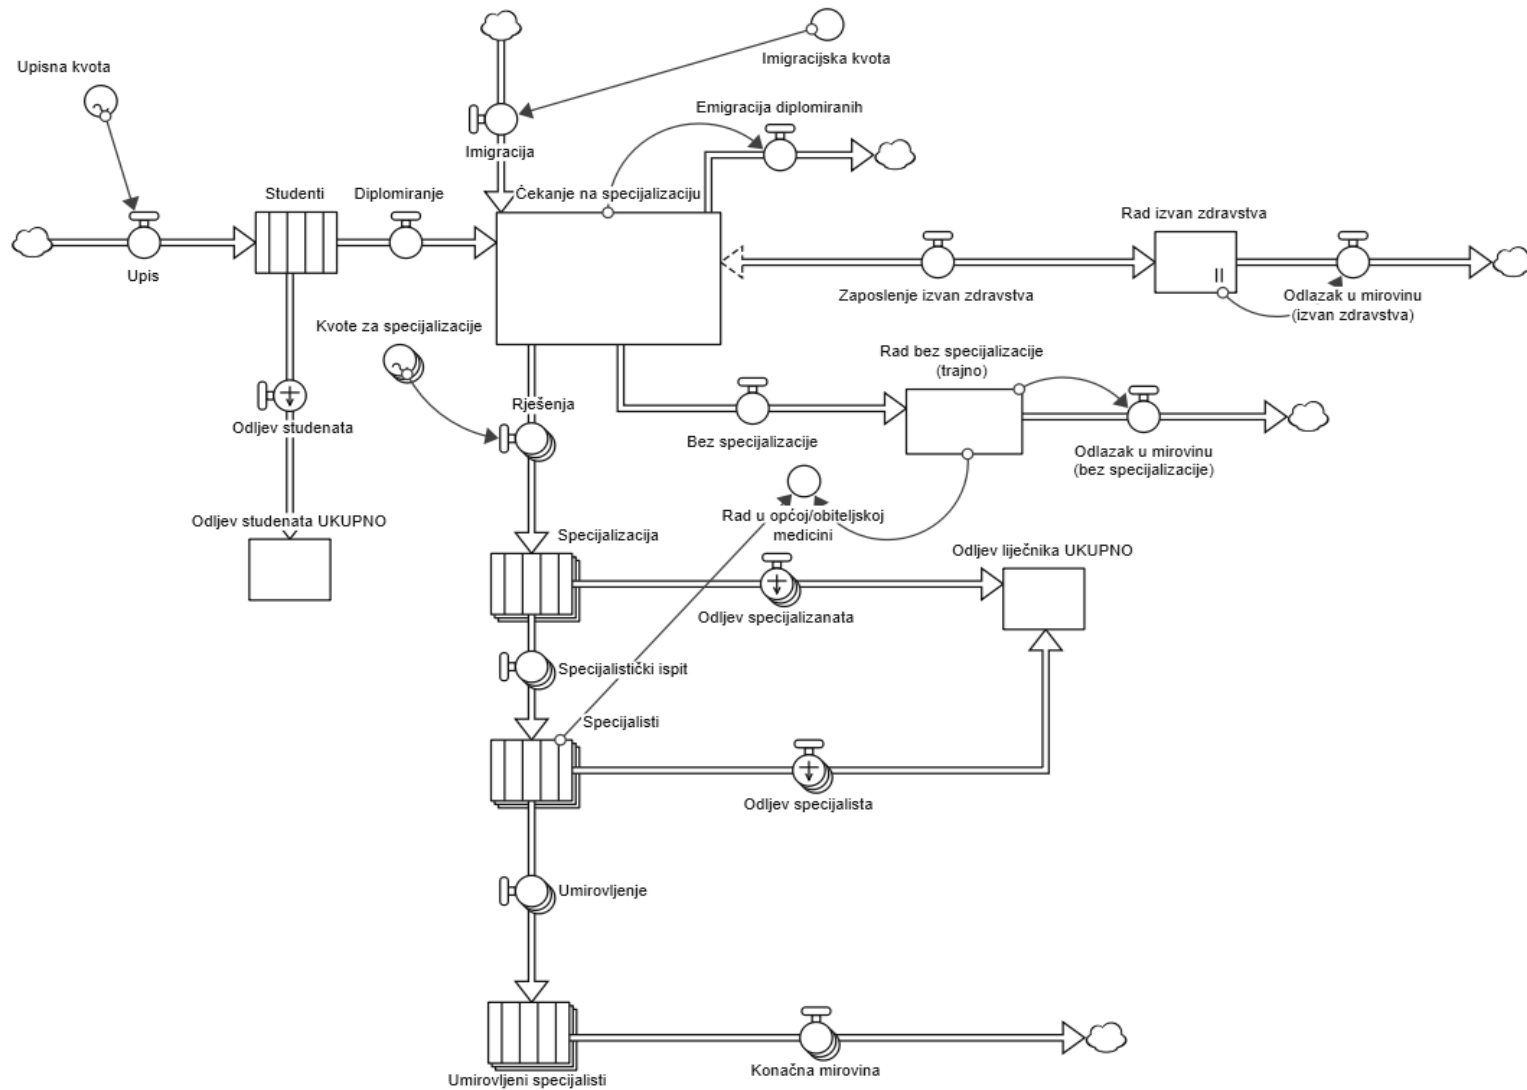 Upisna kvota
Imigracijska kvota
Emigracija diplomiranih
Imigracija
Studenti
Diplomiranje
Čekanje na specijalizaciju
Rad izvan zdravstva
Upis
Zaposlenje izvan zdravstva
Odlazak u mirovinu
(izvan zdravstva)
Kvote za specijalizacije
Rad bez specijalizacije
(trajno)
Rješenja
Odljev studenata
Bez specijalizacije
Odlazak u mirovinu
(bez specijalizacije)
Odljev studenata UKUPNO
Rad u općoj/obiteljskoj
medicini
Specijalizacija
Odljev liječnika UKUPNO
Odljev specijalizanata
Specijalistički ispit
Specijalisti
Odljev specijalista
Umirovljenje
Umirovljeni specijalisti
Konačna mirovina